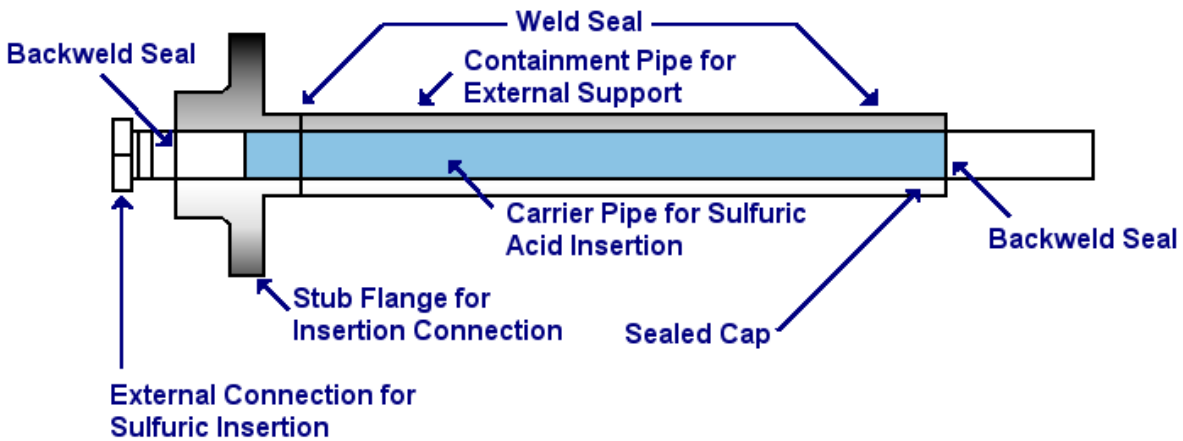 Weld Seal
Backweld Seal
Containment Pipe for
External Support
Carrier Pipe for Sulfuric
Acid Insertion
Backweld Seal
Stub Flange for
Insertion Connection
Sealed Cap
External Connection for
Sulfuric Insertion